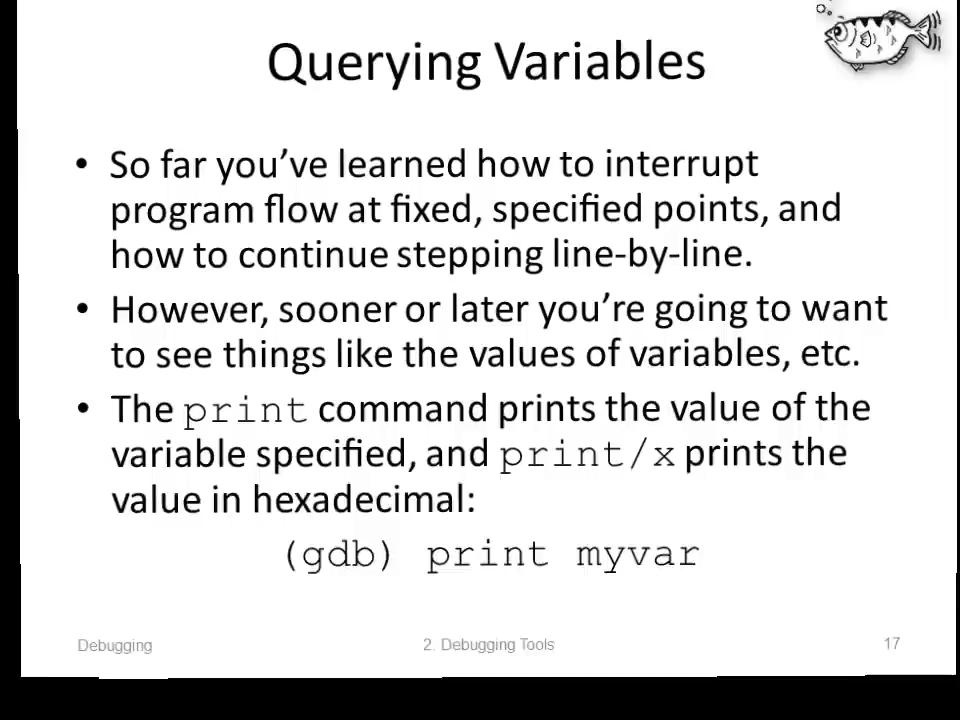 Querying Variables
• So far you’ve learned how to interrupt
program flow at fixed, specified points, and
how to continue stepping line-by-line.
• However, sooner or later you’re going to want
to see things like the values of variables, etc.
• The print command prints the value of the
variable specified, and print/x prints the
value in hexadecimal:
(gdb) print myvar
Debugging
2. Debugging Tools
17